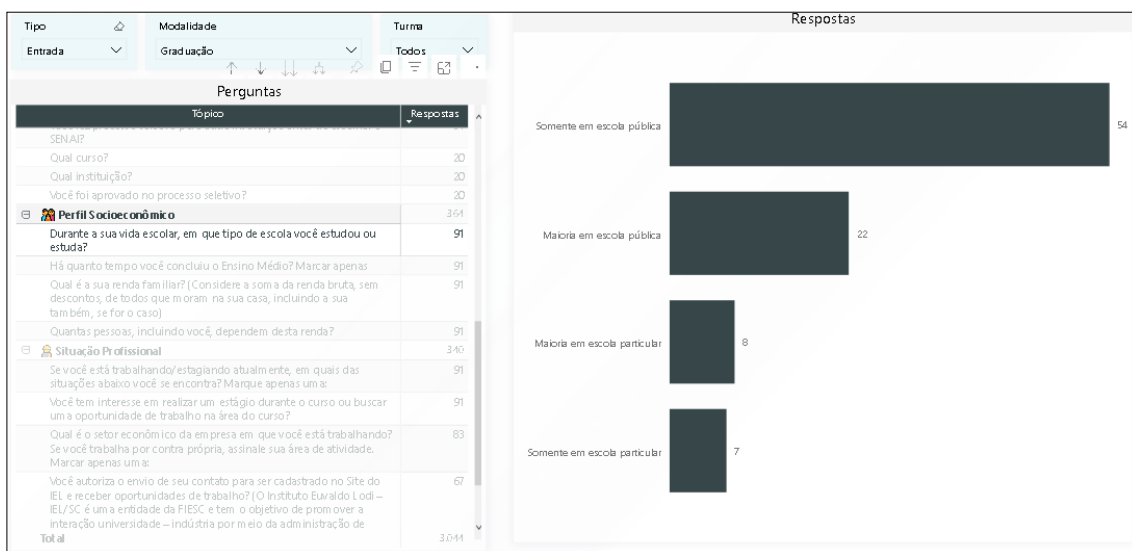 Tipo
Modalidade
Turma
Entrada
Graduação
Todos
Perguntas
Tópico
Respostas
SENAI?
Qual curso?
20
Qual instituição?
20
Você foi aprovado no processo seletivo?
20
Perfil Socioeconômico
364
Durante a sua vida escolar, em que tipo de escola você estudou ou
estuda?
91
Há quanto tempo você concluiu o Ensino Médio? Marcar apenas
91
Qual é a sua renda familiar? (Considere a soma da renda bruta, sem
descontos, de todos que moram na sua casa, incluindo a sua
também, se for o caso)
91
Quantas pessoas, incluindo você, dependem desta renda?
91
Situação Profissional
340
Se você está trabalhando/estagiando atualmente, em quais das
situações abaixo você se encontra? Marque apenas uma:
91
Você tem interesse em realizar um estágio durante o curso ou buscar
uma oportunidade de trabalho na área do curso?
91
Qual é o setor econômico da empresa em que você está trabalhando?
Se você trabalha por contra própria, assinale sua área de atividade.
Marcar apenas uma:
83
Você autoriza o envio de seu contato para ser cadastrado no Site do
IEL e receber oportunidades de trabalho? (O Instituto Euvaldo Lodi –
IEL/SC é uma entidade da FIESC e tem o objetivo de promover a
interação universidade – indústria por meio da administração de
67
Total
3.044
Respostas
Somente em escola pública
54
Maioria em escola pública
22
Maioria em escola particular
8
Somente em escola particular
7